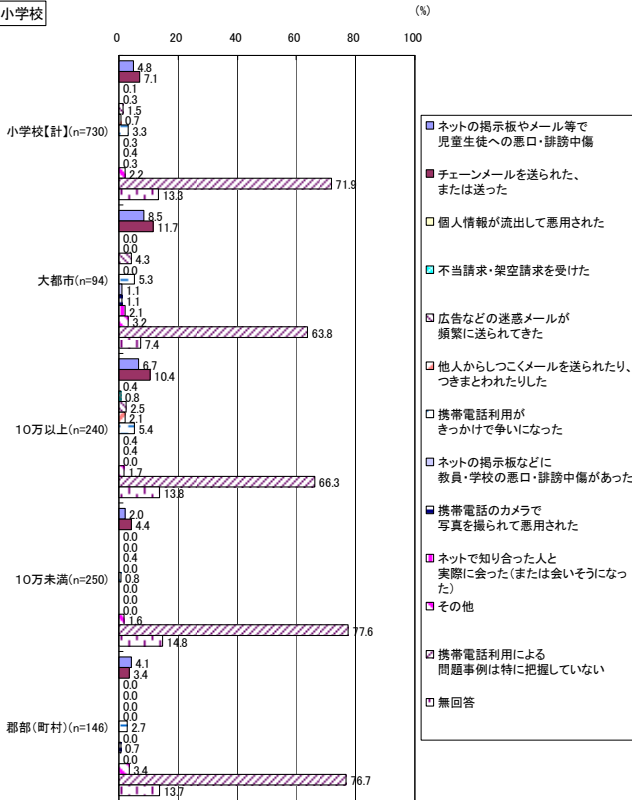 小学校
(%)
0 20 40 60 80 100
小学校【計】(n=730)
4.8
7.1
0.1
0.3
1.5
0.7
3.3
0.3
0.4
0.3
2.2
71.9
13.3
大都市(n=94)
8.5
11.7
0.0
0.0
4.3
0.0
5.3
1.1
1.1
2.1
3.2
63.8
7.4
10万以上(n=240)
6.7
10.4
0.4
0.8
2.5
2.1
5.4
0.4
0.4
0.0
1.7
66.3
13.8
10万未満(n=250)
2.0
4.4
0.0
0.0
0.4
0.0
0.8
0.0
0.0
0.0
1.6
77.6
14.8
郡部(町村)(n=146)
4.1
3.4
0.0
0.0
0.0
0.0
2.7
0.0
0.7
0.0
3.4
76.7
13.7
ネットの掲示板やメール等で
児童生徒への悪口・誹謗中傷
チェーンメールを送られた、
または送った
個人情報が流出して悪用された
不当請求・架空請求を受けた
広告などの迷惑メールが
頻繁に送られてきた
他人からしつこくメールを送られたり、
つきまとわれたりした
携帯電話利用が
きっかけで争いになった
ネットの掲示板などに
教員・学校の悪口・誹謗中傷があった
携帯電話のカメラで
写真を撮られて悪用された
ネットで知り合った人と
実際に会った(または会いそうになっ
た)
その他
携帯電話利用による
問題事例は特に把握していない
無回答